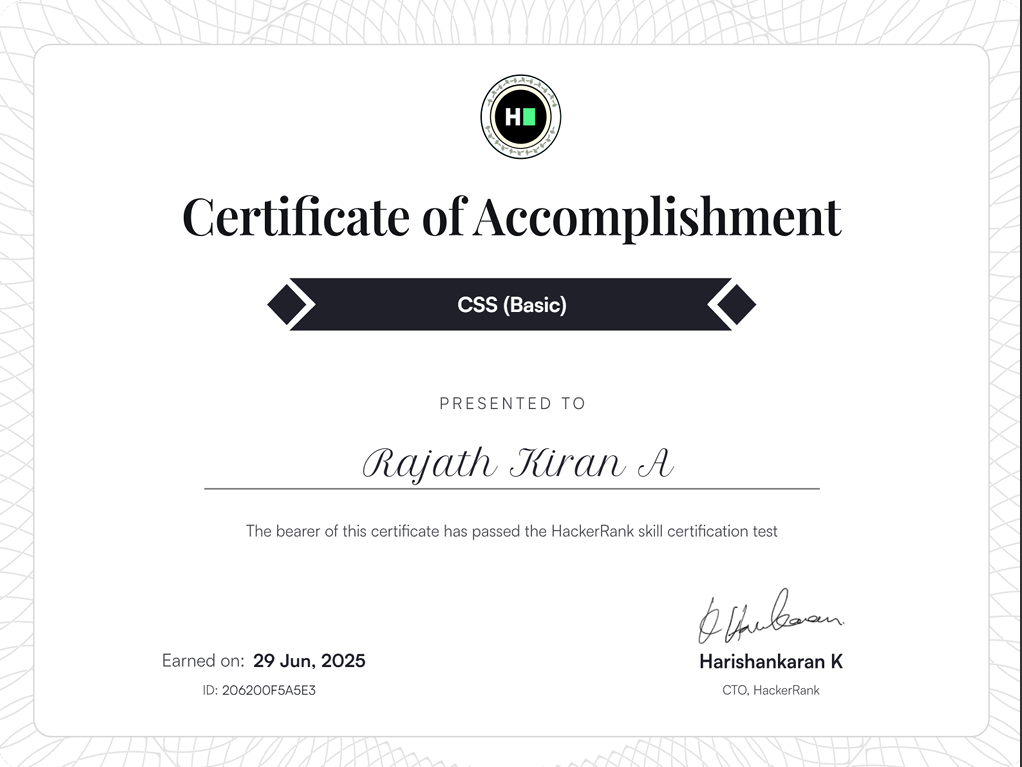 H
Certificate of Accomplishment
CSS (Basic)
PRESENTED TO
Rajath Kiran A
The bearer of this certificate has passed the HackerRank skill certification test
Earned on: 29 Jun, 2025
ID: 206200F5A5E3
Harishankaran K
CTO, HackerRank